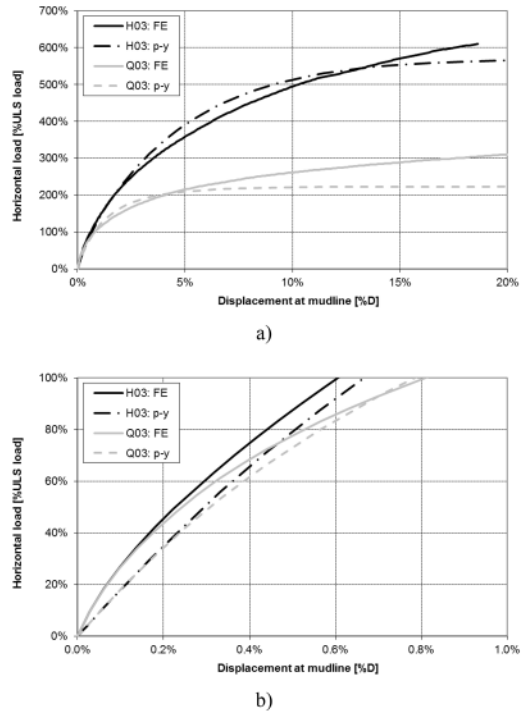 700%
600%
500%
400%
300%
200%
100%
0%
Horizontal load [%ULS load]
H03: FE
H03: p-y
Q03: FE
Q03: p-y
0%
5%
10%
15%
20%
Displacement at mudline [%D]
a)
100%
80%
60%
40%
20%
0%
Horizontal load [%ULS load]
H03: FE
H03: p-y
Q03: FE
Q03: p-y
0.0%
0.2%
0.4%
0.6%
0.8%
1.0%
Displacement at mudline [%D]
b)